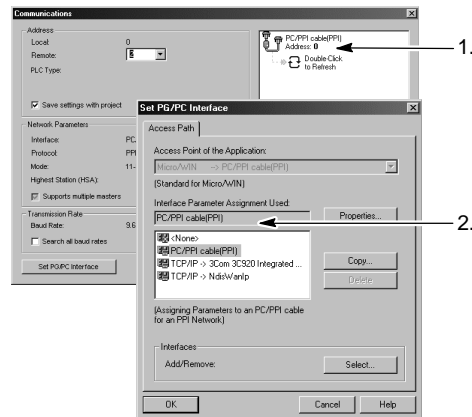 Communications
Address
Local: 0
Remote: 2
PLC Type:
Save settings with project
Network Parameters
Interface: PC.
Protocol: PPI
Mode: 11-
Highest Station (HSA):
Supports multiple masters
Transmission Rate
Baud Rate: 9.6
Search all baud rates
Set PG/PC Interface
PC/PPI cable(PPI)
Address: 0
Double-Click
to Refresh
1.
Set PG/PC Interface
Access Path
Access Point of the Application:
Micro/WIN --> PC/PPI cable(PPI)
(Standard for Micro/WIN)
Interface Parameter Assignment Used:
PC/PPI cable(PPI)
Properties...
2.
<None>
PC/PPI cable(PPI)
TCP/IP -> 3Com 3C920 Integrated ...
TCP/IP -> NdisWanIp
Copy...
Delete
(Assigning Parameters to an PC/PPI cable
for an PPI Network)
Interfaces
Add/Remove:
Select...
OK
Cancel
Help